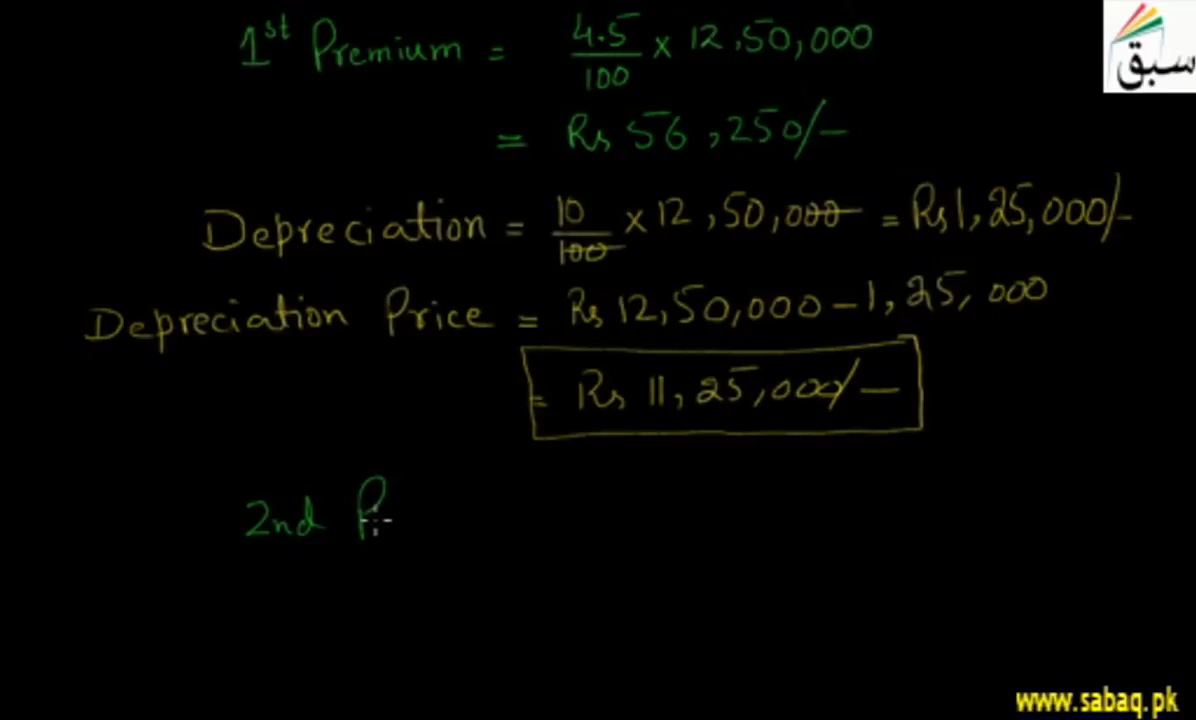 سبق
1st Premium = 4.5/100 x 12,50,000
= Rs 56,250/-
Depreciation = 10/100 x 12,50,000 = Rs 1,25,000/-
Depreciation Price = Rs 12,50,000 - 1,25,000
= Rs 11,25,000/-
2nd P
www.sabaq.pk